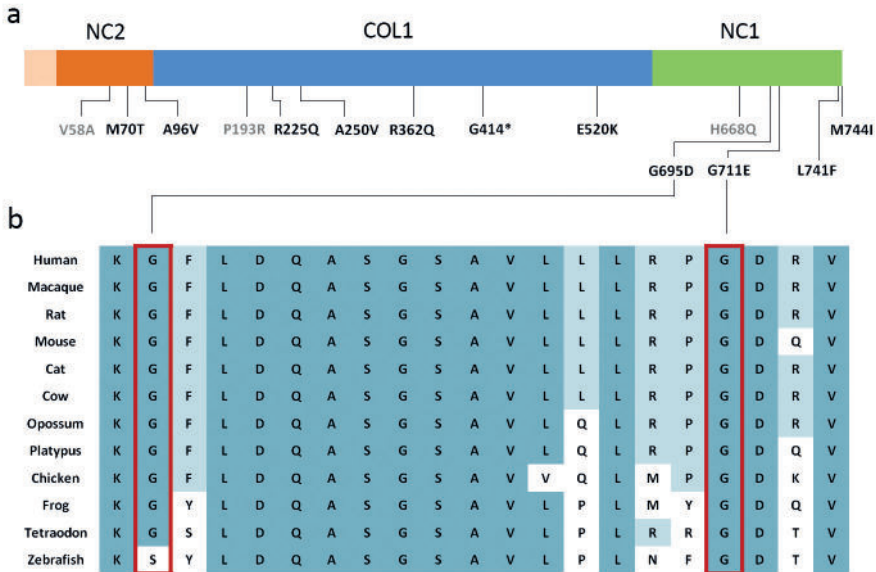 a
NC2 COL1 NC1
V58A M70T A96V P193R R225Q A250V R362Q G414* E520K H668Q M744I
G695D G711E L741F
b
Human K G F L D Q A S G S A V L L L R P G D R V
Macaque K G F L D Q A S G S A V L L L R P G D R V
Rat K G F L D Q A S G S A V L L L R P G D R V
Mouse K G F L D Q A S G S A V L L L R P G D Q V
Cat K G F L D Q A S G S A V L L L R P G D R V
Cow K G F L D Q A S G S A V L L L R P G D R V
Opossum K G F L D Q A S G S A V L Q L R P G D R V
Platypus K G F L D Q A S G S A V L Q L R P G D Q V
Chicken K G F L D Q A S G S A V V Q L M P G D K V
Frog K G Y L D Q A S G S A V L P L M Y G D Q V
Tetraodon K G S L D Q A S G S A V L P L R R G D T V
Zebrafish K S Y L D Q A S G S A V L P L N F G D T V